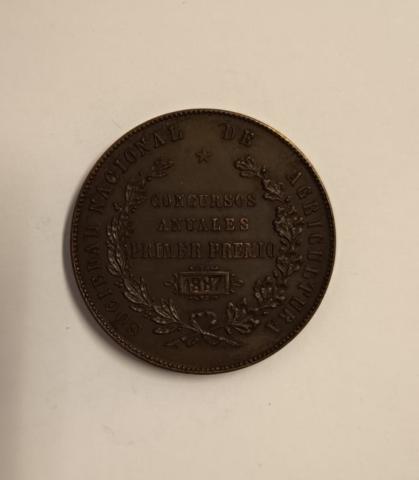 SOCIEDAD NACIONAL DE AGRICULTURA
CONCURSOS
ANUALES
PRIMER PREMIO